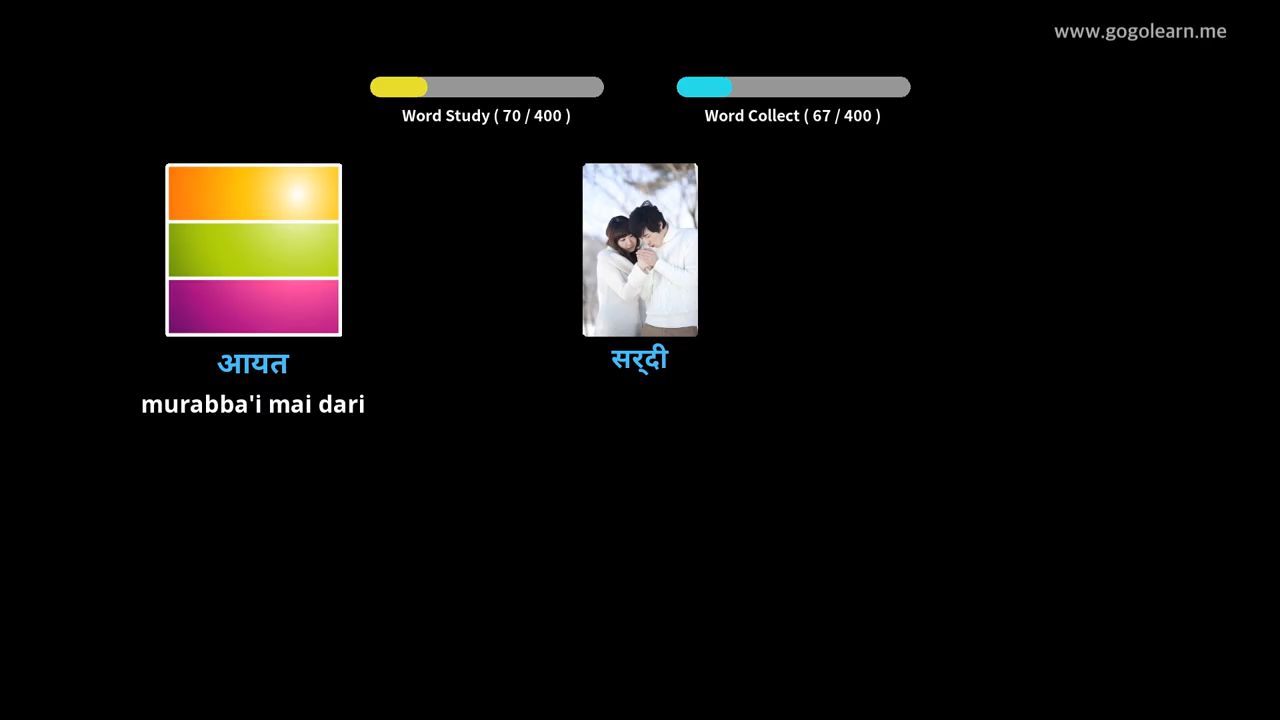 www.gogolearn.me
Word Study ( 70 / 400 )
Word Collect ( 67 / 400 )
आयत
murabba'i mai dari
सर्दी